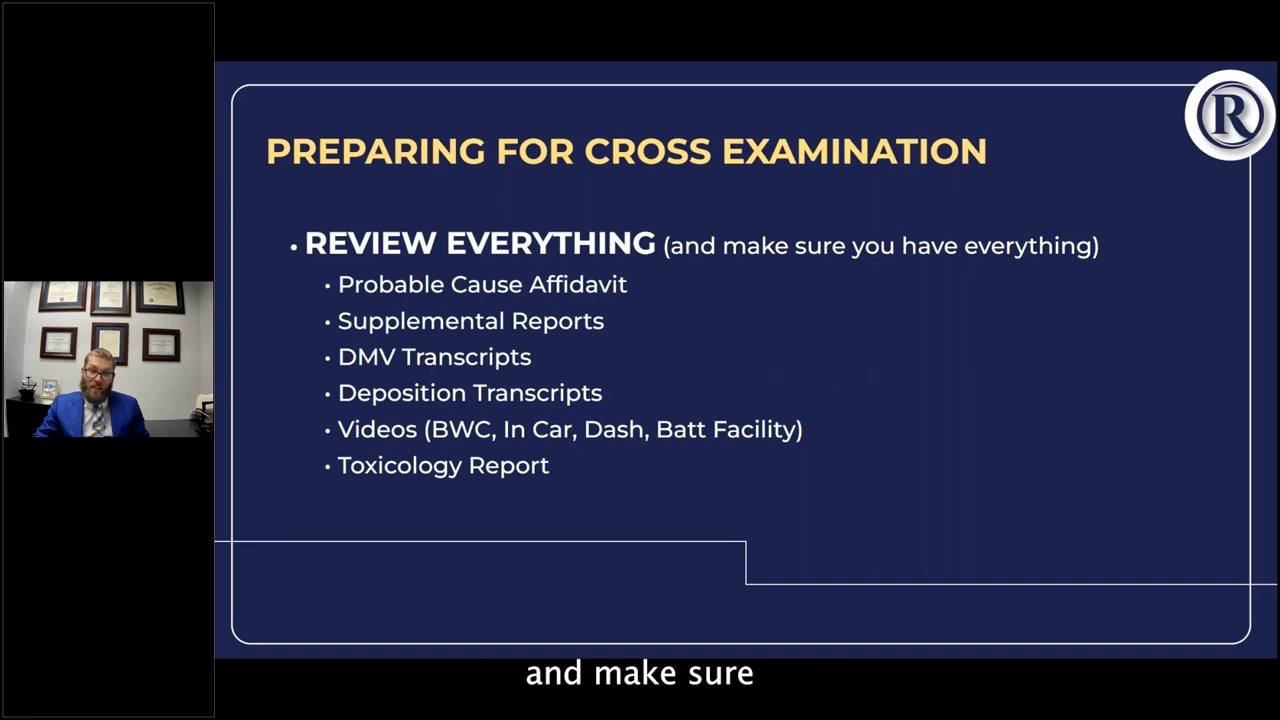 R
PREPARING FOR CROSS EXAMINATION
• REVIEW EVERYTHING (and make sure you have everything)
• Probable Cause Affidavit
• Supplemental Reports
• DMV Transcripts
• Deposition Transcripts
• Videos (BWC, In Car, Dash, Batt Facility)
• Toxicology Report
and make sure